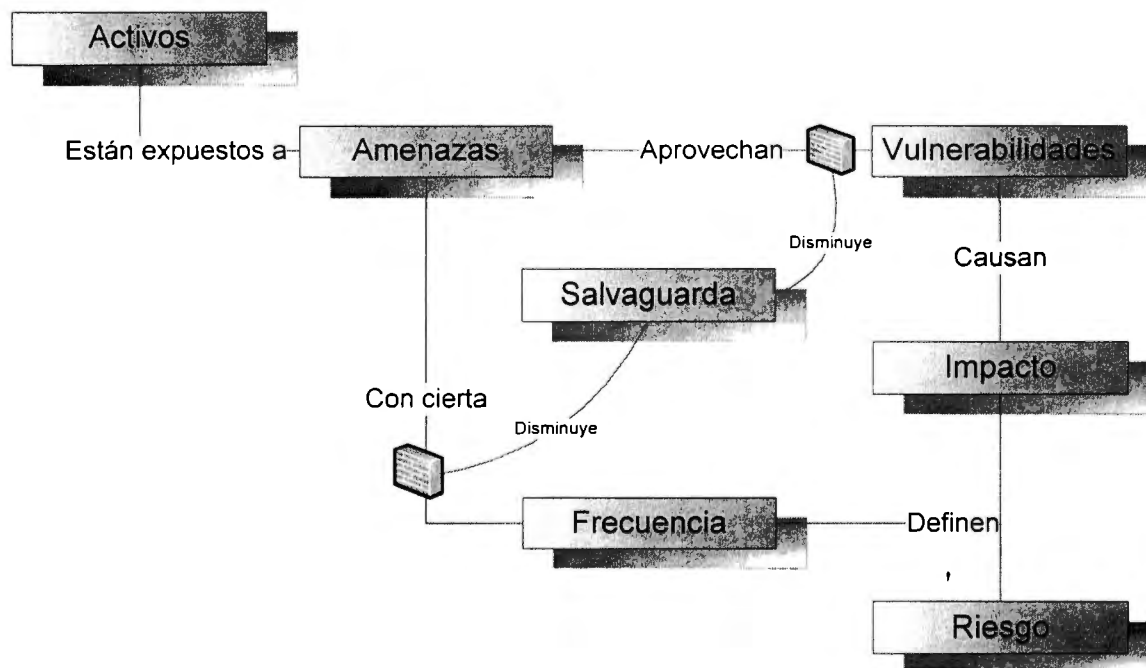 Activos
Están expuestos a
Amenazas
Aprovechan
Vulnerabilidades
Disminuye
Causan
Salvaguarda
Impacto
Con cierta
Disminuye
Frecuencia
Definen
Riesgo